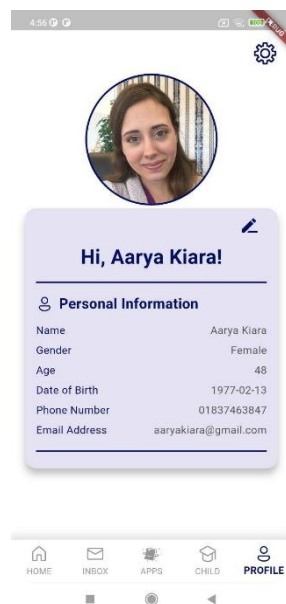 4:56
DEBUG
Hi, Aarya Kiara!
Personal Information
Name Aarya Kiara
Gender Female
Age 48
Date of Birth 1977-02-13
Phone Number 01837463847
Email Address aaryakiara@gmail.com
HOME INBOX APPS CHILD PROFILE